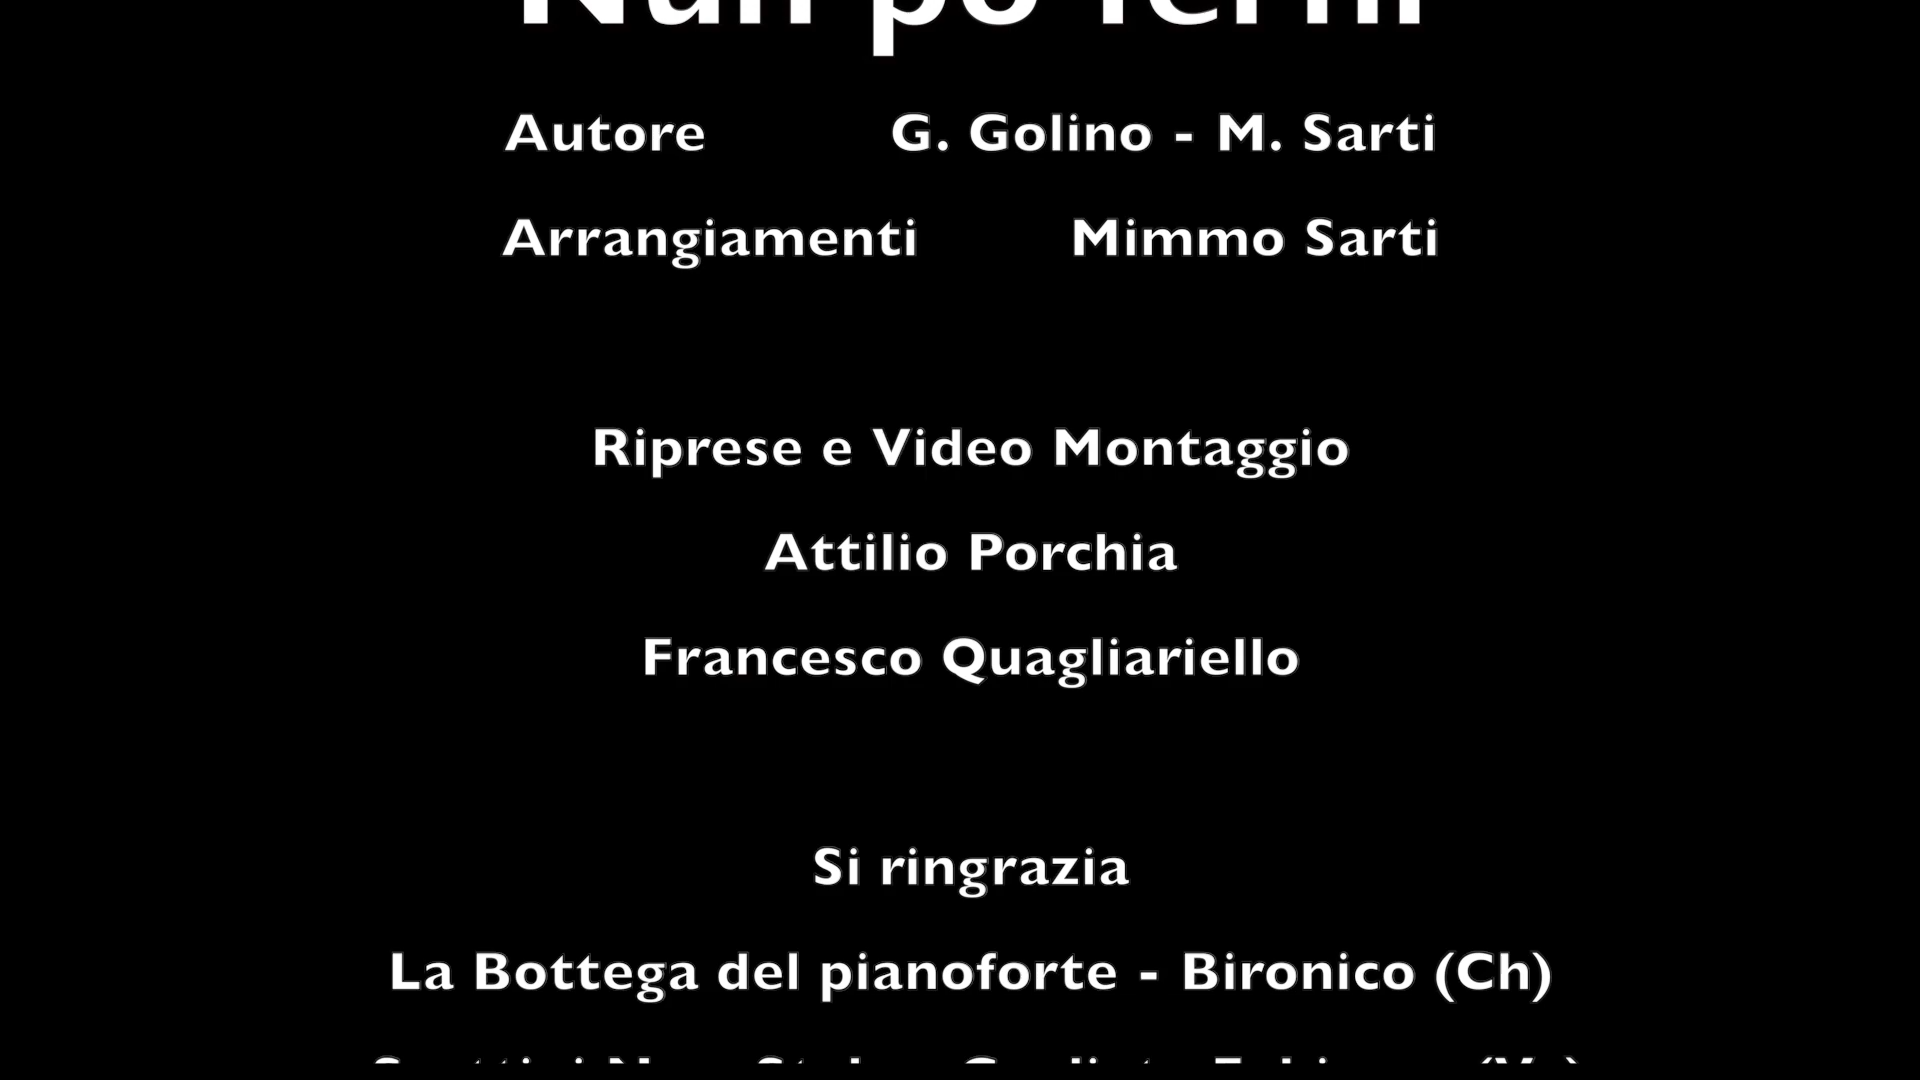 Autore G. Golino - M. Sarti
Arrangiamenti Mimmo Sarti
Riprese e Video Montaggio
Attilio Porchia
Francesco Quagliariello
Si ringrazia
La Bottega del pianoforte - Bironico (Ch)